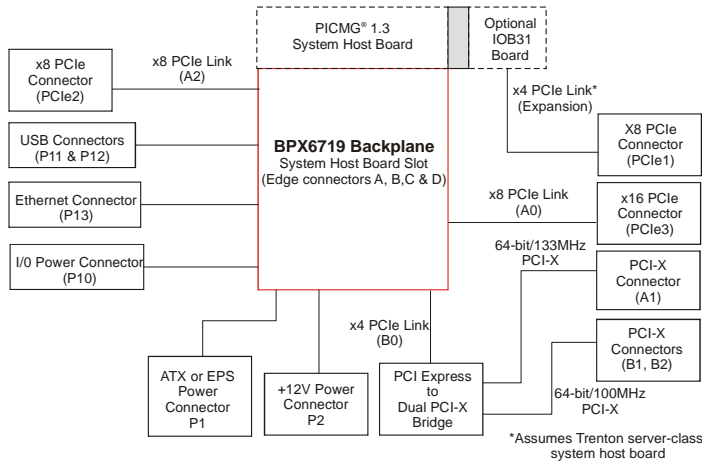 PICMG® 1.3
System Host Board
Optional
IOB31
Board
x8 PCIe
Connector
(PCIe2)
x8 PCIe Link
(A2)
x4 PCIe Link*
(Expansion)
USB Connectors
(P11 & P12)
BPX6719 Backplane
System Host Board Slot
(Edge connectors A, B,C & D)
X8 PCIe
Connector
(PCIe1)
Ethernet Connector
(P13)
x8 PCIe Link
(A0)
x16 PCIe
Connector
(PCIe3)
I/0 Power Connector
(P10)
64-bit/133MHz
PCI-X
PCI-X
Connector
(A1)
x4 PCIe Link
(B0)
PCI-X
Connectors
(B1, B2)
ATX or EPS
Power
Connector
P1
+12V Power
Connector
P2
PCI Express
to
Dual PCI-X
Bridge
64-bit/100MHz
PCI-X
*Assumes Trenton server-class
system host board